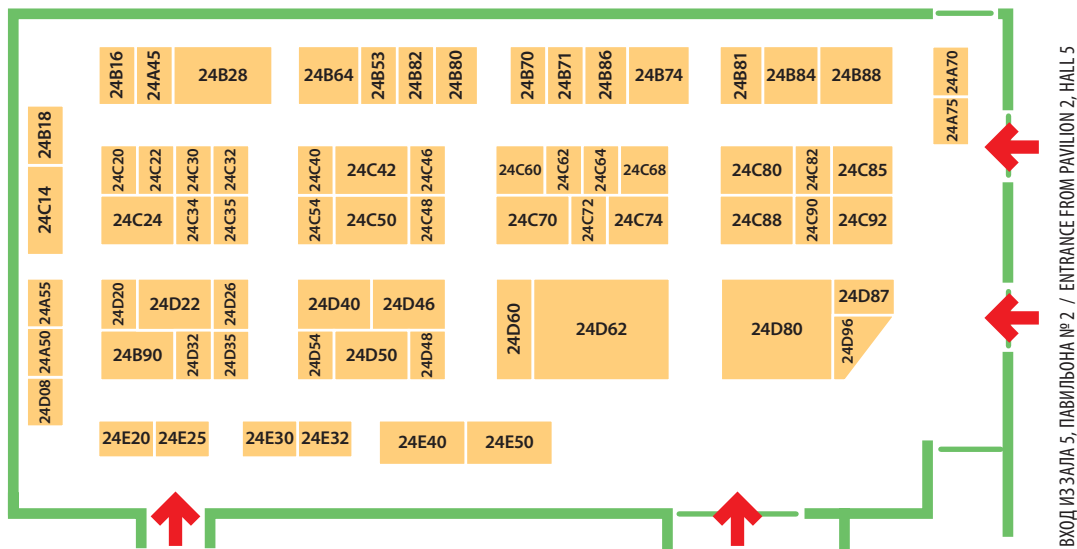 24B16 24A45 24B28 24B64 24B53 24B82 24B80 24B70 24B71 24B86 24B74 24B81 24B84 24B88 24A70
24A75
24B18
24C14
24C20 24C22 24C30 24C32 24C40 24C42 24C46 24C60 24C62 24C64 24C68 24C80 24C82 24C85
24C24 24C34 24C35 24C54 24C50 24C48 24C70 24C72 24C74 24C88 24C90 24C92
24A55
24A50
24D08
24D20 24D22 24D26 24D40 24D46 24D60 24D62 24D80 24D87
24B90 24D32 24D35 24D54 24D50 24D48 24D96
24E20 24E25 24E30 24E32 24E40 24E50
ВХОД ИЗ ЗАЛА 5, ПАВИЛЬОНА № 2 / ENTRANCE FROM PAVILION 2, HALL 5